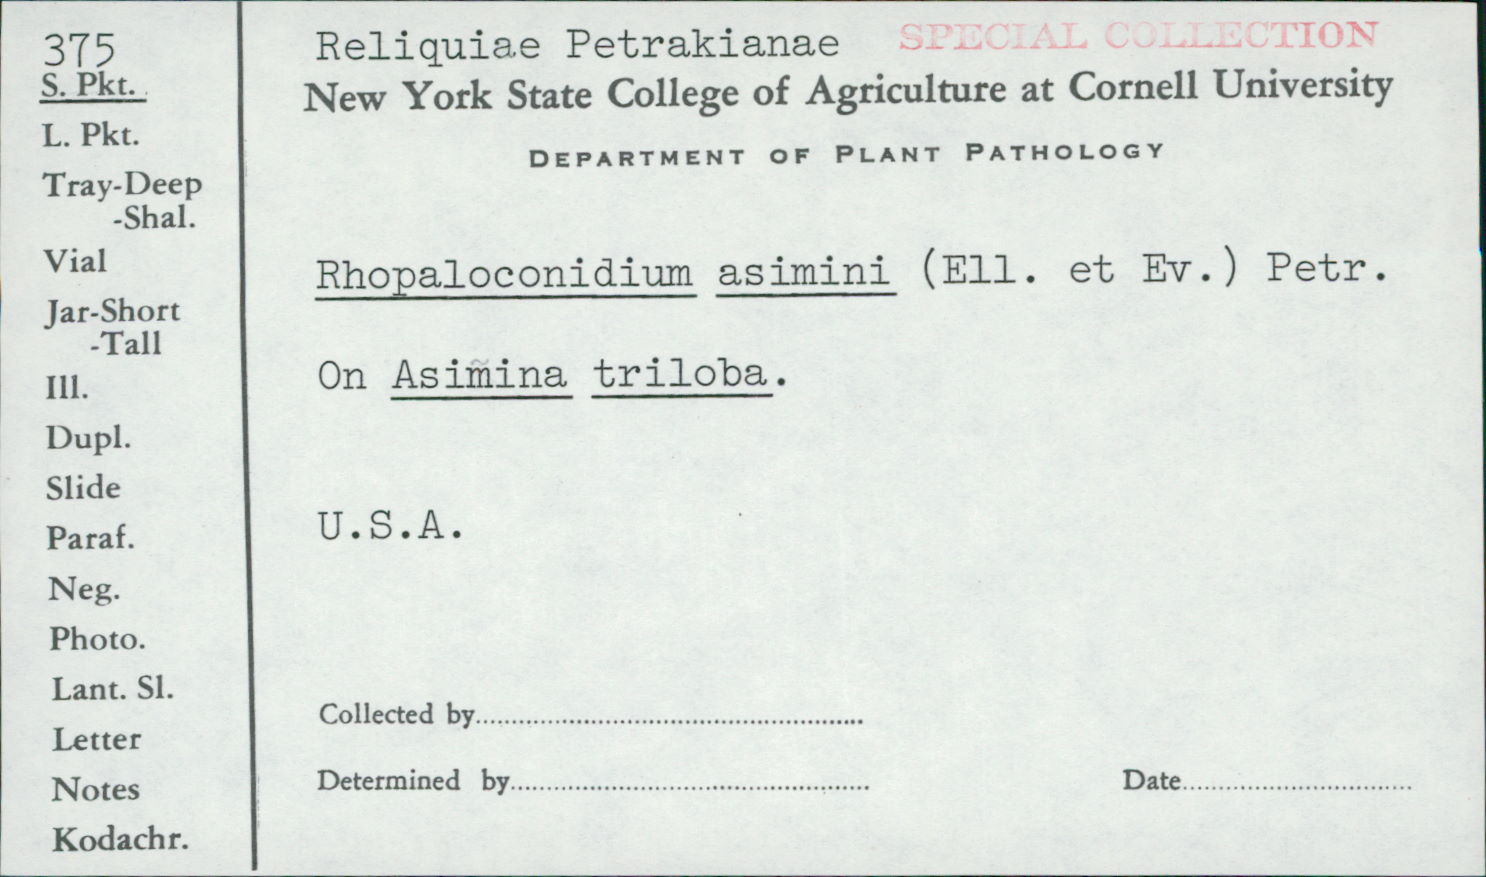 375
S. Pkt.
L. Pkt.
Tray-Deep
-Shal.
Vial
Jar-Short
-Tall
Ill.
Dupl.
Slide
Paraf.
Neg.
Photo.
Lant. Sl.
Letter
Notes
Kodachr.
Reliquiae Petrakianae SPECIAL COLLECTION
New York State College of Agriculture at Cornell University
DEPARTMENT OF PLANT PATHOLOGY
Rhopaloconidium asimini (Ell. et Ev.) Petr.
On Asimina triloba.
U.S.A.
Collected by
Determined by Date